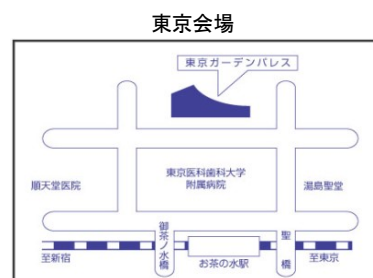 東京会場
東京ガーデンパレス
東京医科歯科大学
附属病院
順天堂医院
湯島聖堂
御茶ノ水橋
聖橋
至新宿
お茶の水駅
至東京